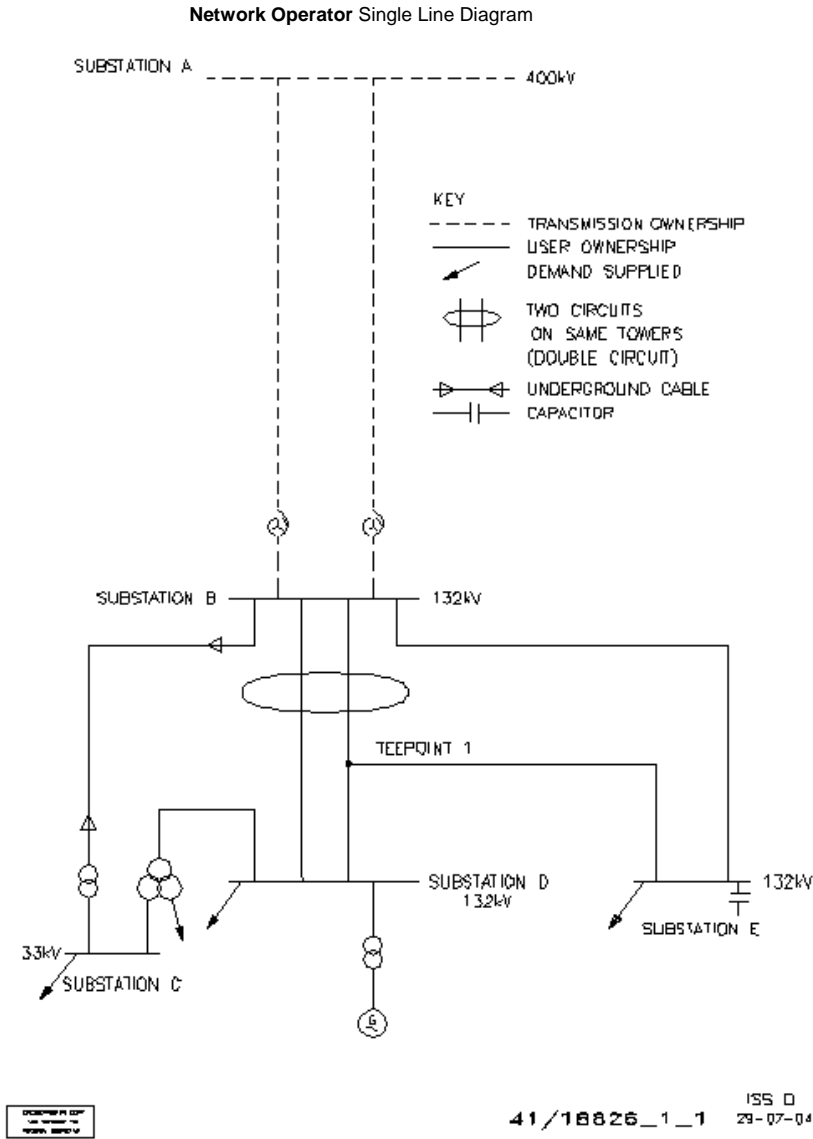 Network Operator Single Line Diagram
SUBSTATION A
400kV
KEY
TRANSMISSION OWNERSHIP
USER OWNERSHIP
DEMAND SUPPLIED
TWO CIRCUITS
ON SAME TOWERS
(DOUBLE CIRCUIT)
UNDERGROUND CABLE
CAPACITOR
SUBSTATION B
132kV
TEEPOINT 1
SUBSTATION D
132kV
132kV
SUBSTATION E
33kV
SUBSTATION C
G
41/18826_1_1
ISS D
29-07-04